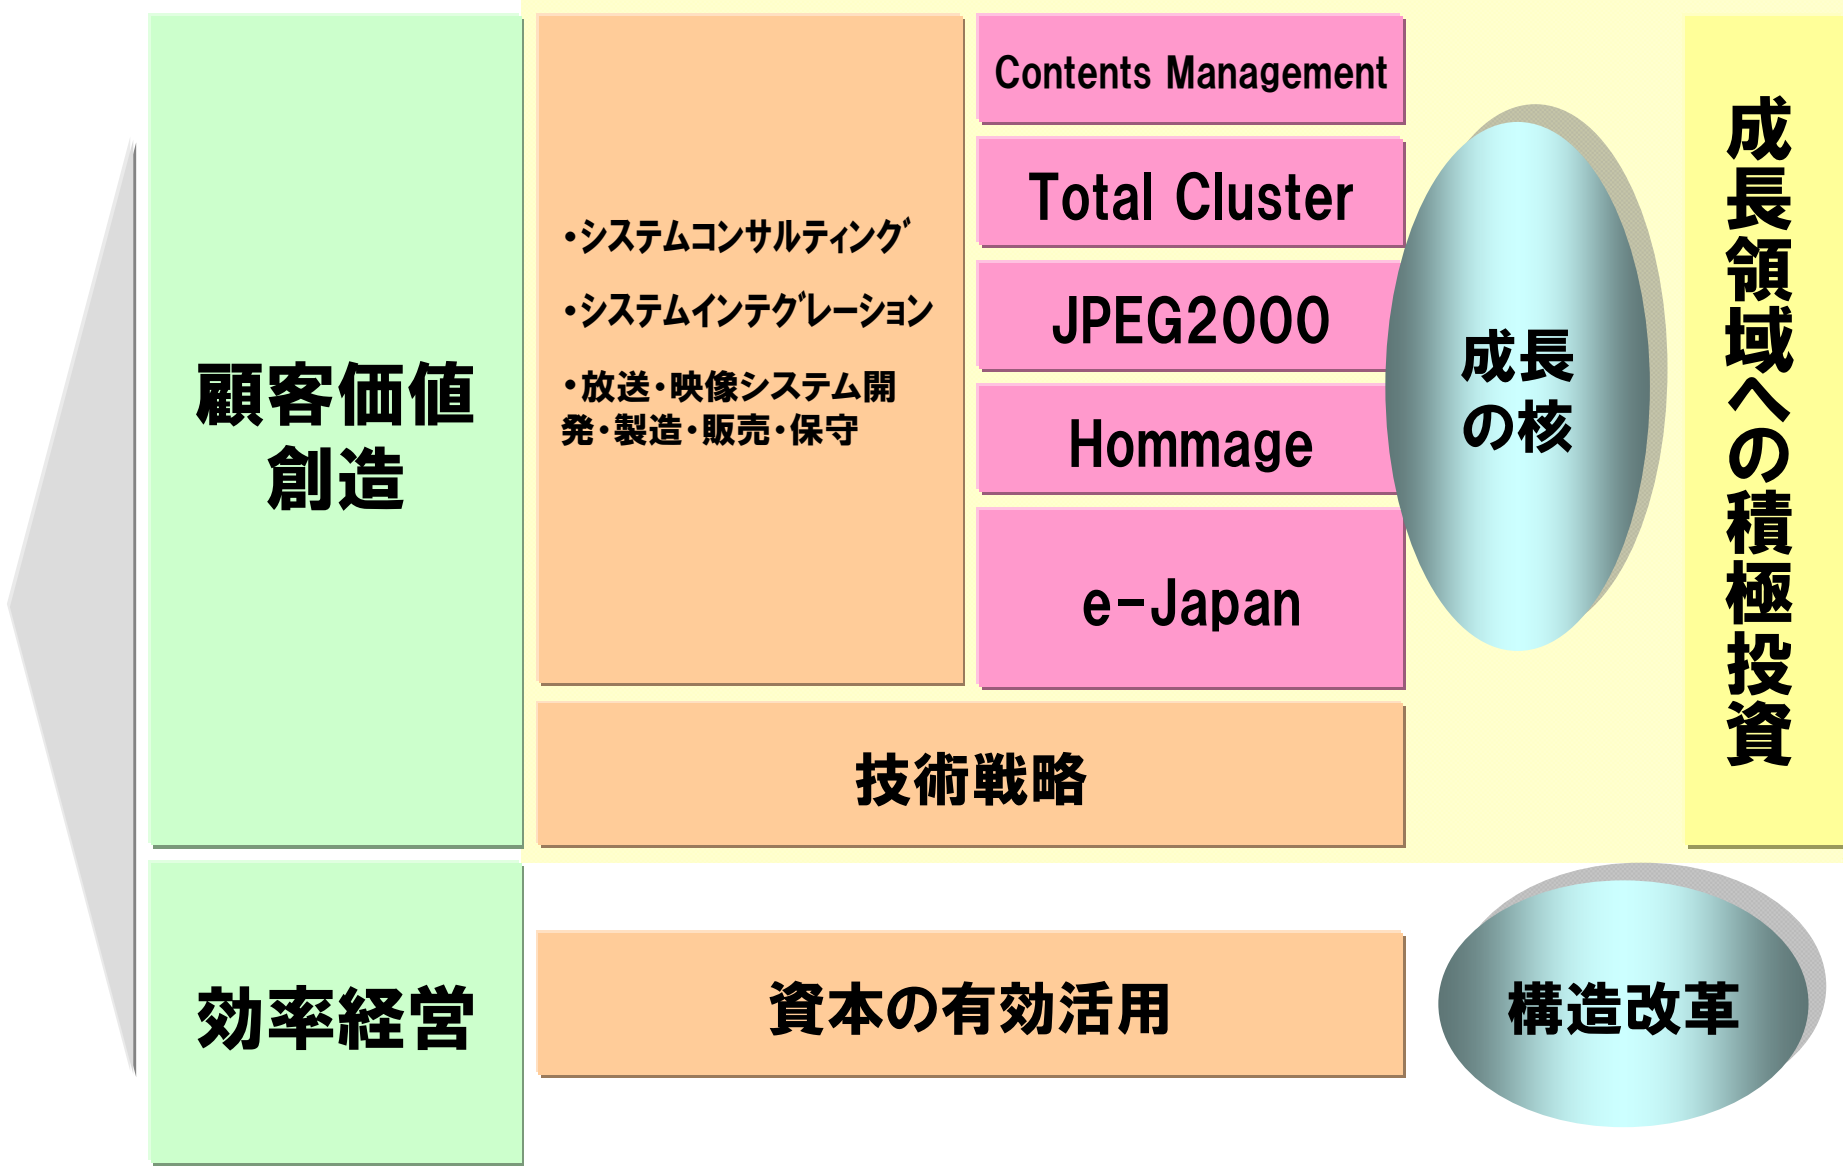 顧客価値
創造
・システムコンサルティング
・システムインテグレーション
・放送・映像システム開
発・製造・販売・保守
Contents Management
Total Cluster
JPEG2000
Hommage
e-Japan
成長
の核
成長領域への積極投資
技術戦略
効率経営
資本の有効活用
構造改革